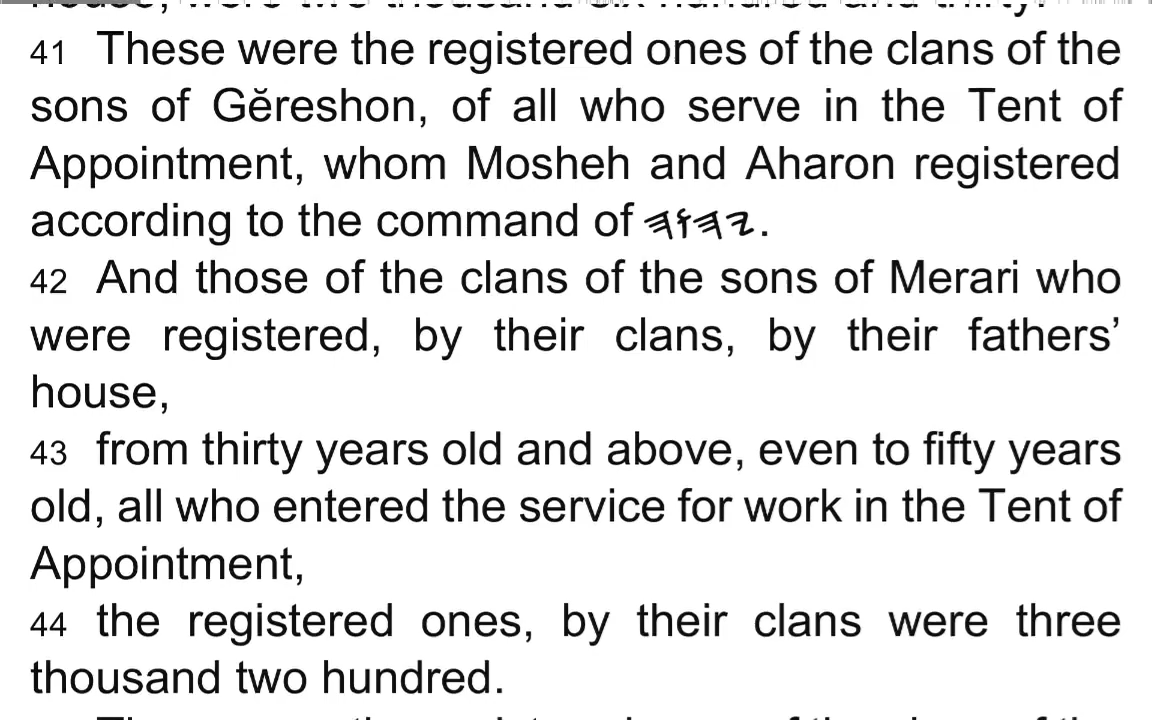 41 These were the registered ones of the clans of the
sons of Gĕreshon, of all who serve in the Tent of
Appointment, whom Mosheh and Aharon registered
according to the command of 𐤉𐤄𐤅𐤄.
42 And those of the clans of the sons of Merari who
were registered, by their clans, by their fathers’
house,
43 from thirty years old and above, even to fifty years
old, all who entered the service for work in the Tent of
Appointment,
44 the registered ones, by their clans were three
thousand two hundred.